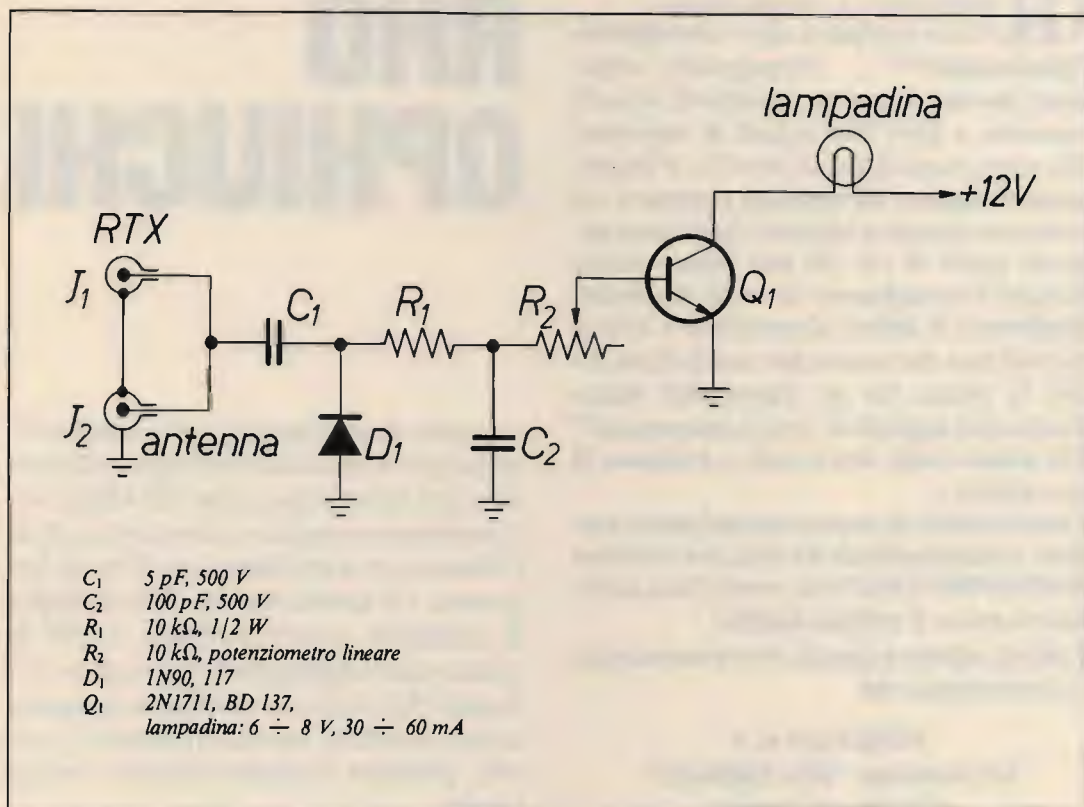 lampadina
+12V
RTX
J₁
C₁
R₁
R₂
Q₁
J₂
antenna
D₁
C₂
C₁ 5 pF, 500 V
C₂ 100 pF, 500 V
R₁ 10 kΩ, 1/2 W
R₂ 10 kΩ, potenziometro lineare
D₁ 1N90, 117
Q₁ 2N1711, BD 137,
lampadina: 6 ÷ 8 V, 30 ÷ 60 mA